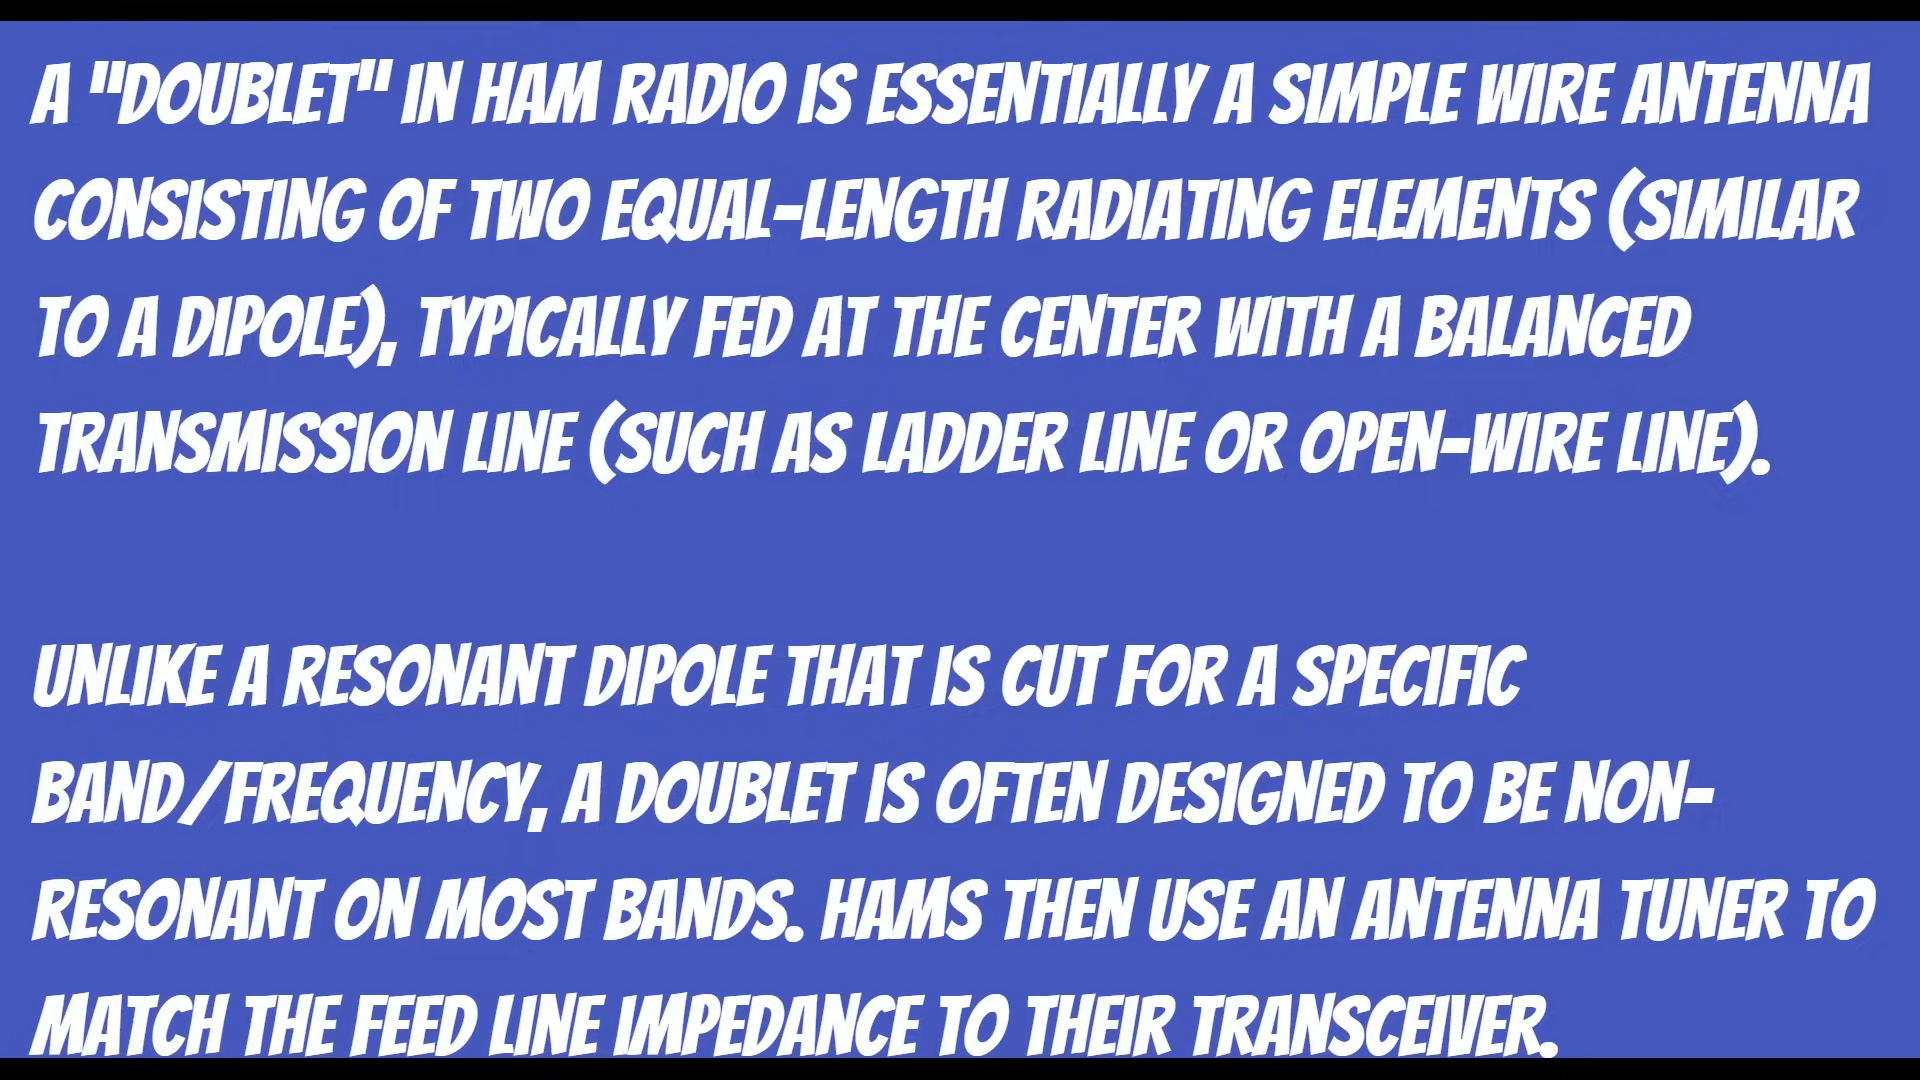 A "DOUBLET" IN HAM RADIO IS ESSENTIALLY A SIMPLE WIRE ANTENNA
CONSISTING OF TWO EQUAL-LENGTH RADIATING ELEMENTS (SIMILAR
TO A DIPOLE), TYPICALLY FED AT THE CENTER WITH A BALANCED
TRANSMISSION LINE (SUCH AS LADDER LINE OR OPEN-WIRE LINE).
UNLIKE A RESONANT DIPOLE THAT IS CUT FOR A SPECIFIC
BAND/FREQUENCY, A DOUBLET IS OFTEN DESIGNED TO BE NON-
RESONANT ON MOST BANDS. HAMS THEN USE AN ANTENNA TUNER TO
MATCH THE FEED LINE IMPEDANCE TO THEIR TRANSCEIVER.